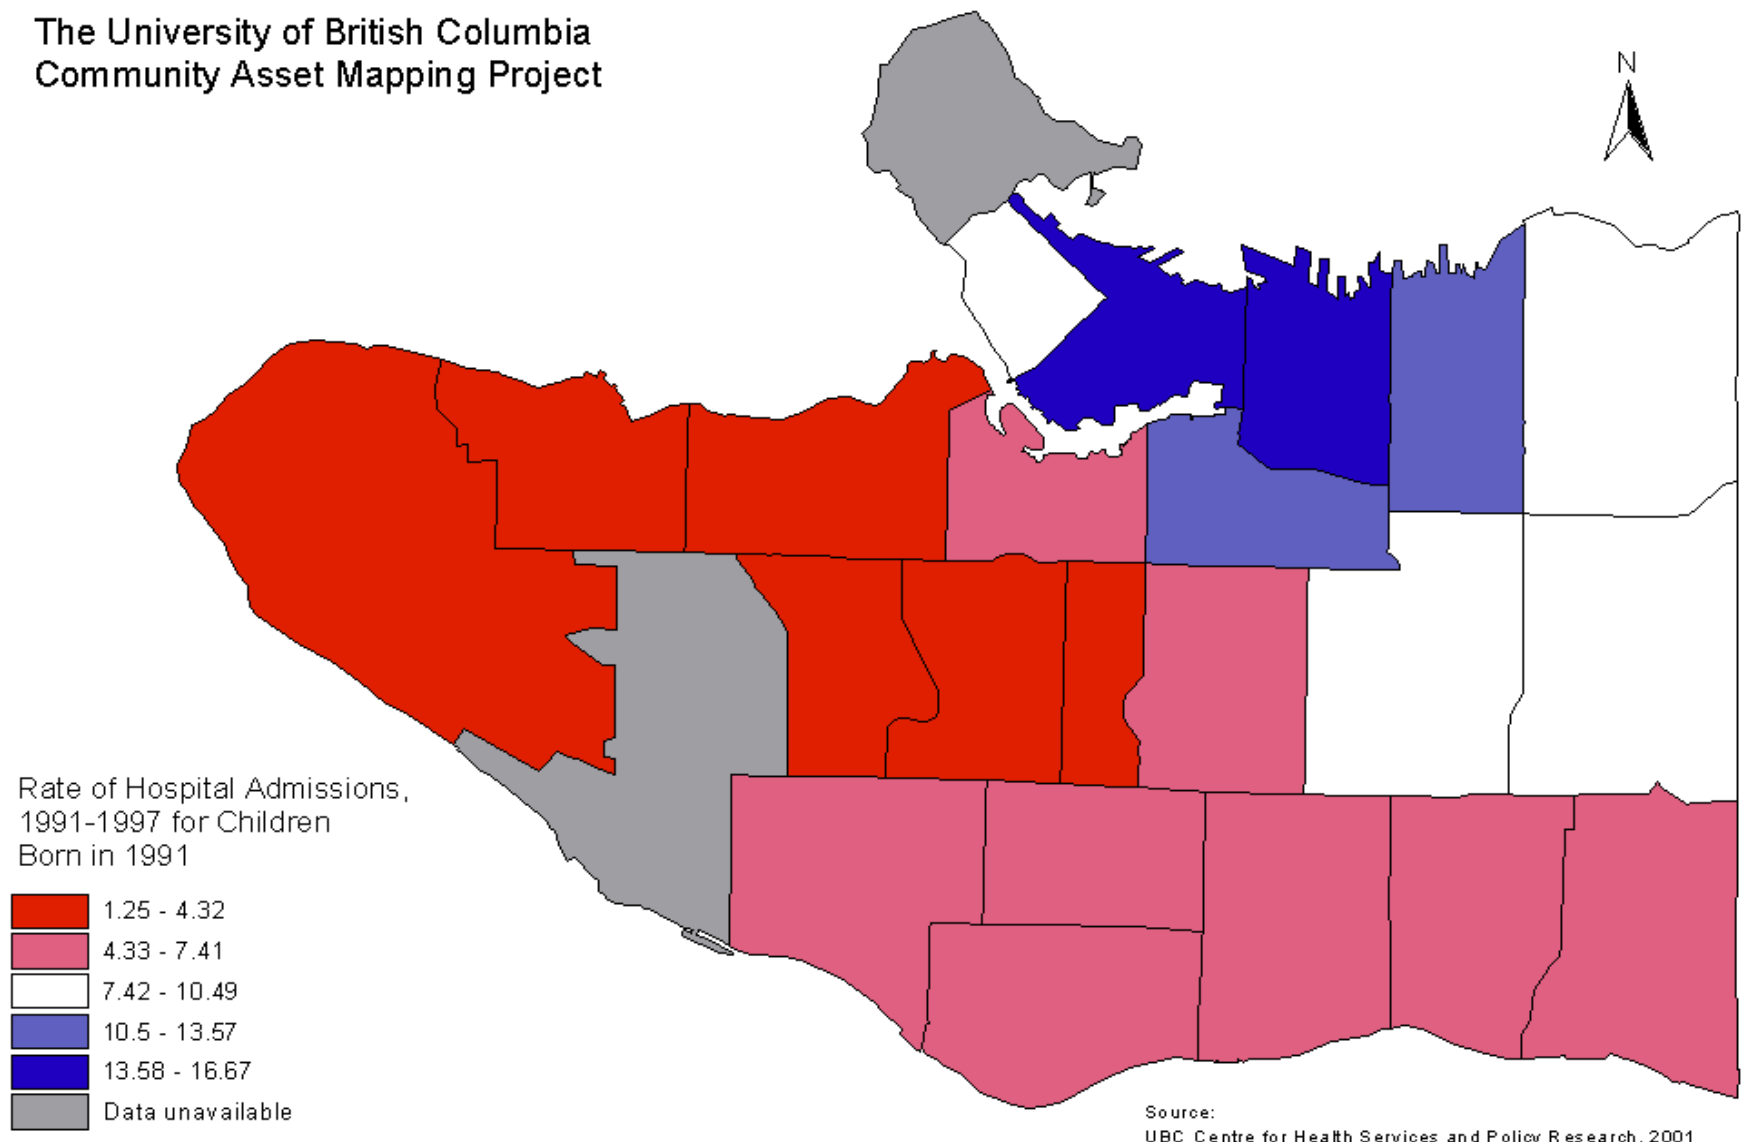 The University of British Columbia
Community Asset Mapping Project
N
Rate of Hospital Admissions,
1991-1997 for Children
Born in 1991
1.25 - 4.32
4.33 - 7.41
7.42 - 10.49
10.5 - 13.57
13.58 - 16.67
Data unavailable
Source:
UBC Centre for Health Services and Policy Research, 2001